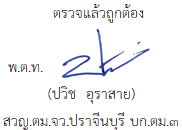 ตรวจแล้วถูกต้อง
พ.ต.ท.
(ปวิช อุราสาย)
สวญ.ตม.จว.ปราจีนบุรี บก.ตม.๓